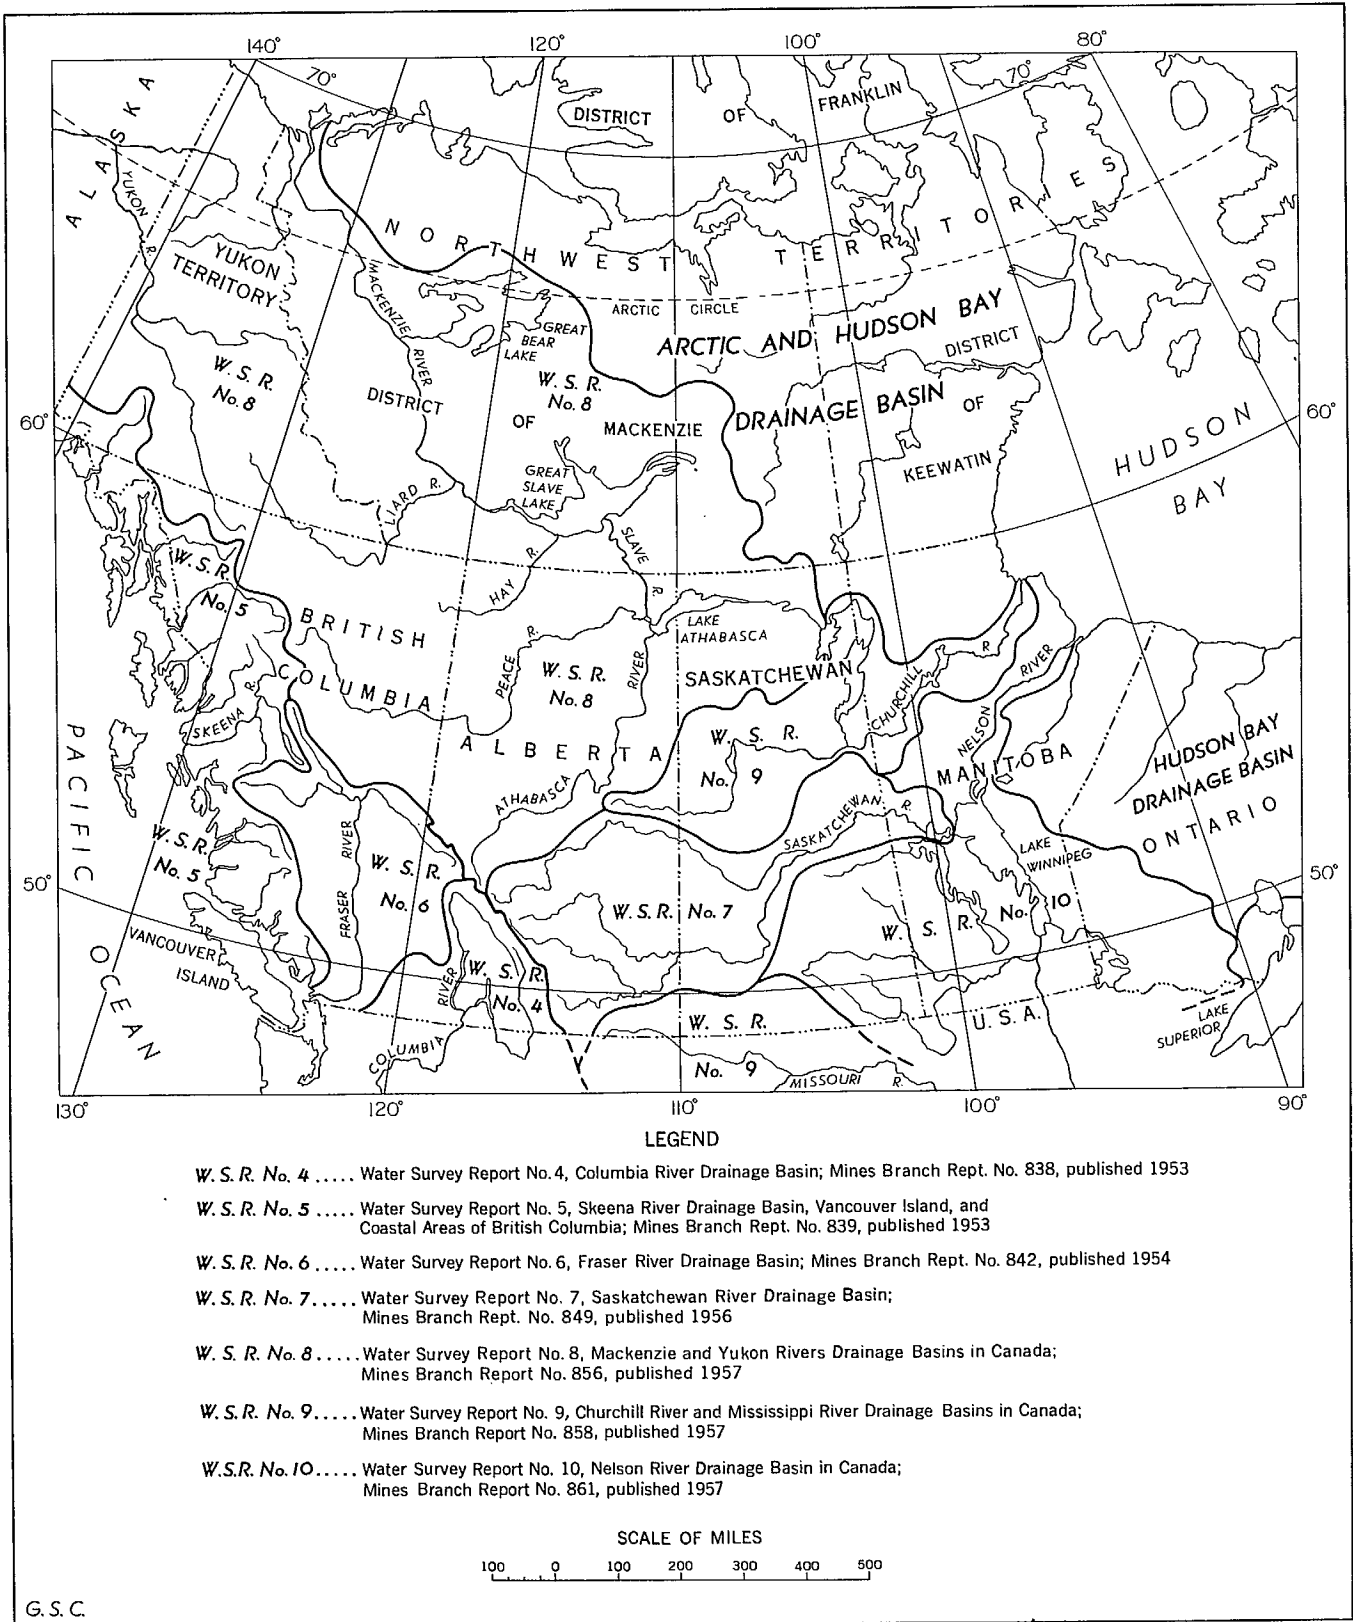 140°
120°
100°
80°
70°
70°
ALASKA
DISTRICT
OF
FRANKLIN
YUKON
R.
NORTHWEST TERRITORIES
YUKON
TERRITORY
MACKENZIE
RIVER
ARCTIC CIRCLE
GREAT
BEAR
LAKE
ARCTIC AND HUDSON BAY
DRAINAGE BASIN
DISTRICT
OF
KEEWATIN
W. S. R.
No. 8
W. S. R.
No. 8
DISTRICT
OF
MACKENZIE
60°
60°
HUDSON
BAY
GREAT
SLAVE
LAKE
LIARD R.
SLAVE
R.
HAY R.
W. S. R.
No. 5
BRITISH
COLUMBIA
LAKE
ATHABASCA
PEACE R.
W. S. R.
No. 8
RIVER
SASKATCHEWAN
CHURCHILL R.
NELSON RIVER
SKEENA R.
ALBERTA
ATHABASCA
W. S. R.
No. 9
MANITOBA
HUDSON BAY
DRAINAGE BASIN
ONTARIO
PACIFIC
OCEAN
W. S. R.
No. 5
FRASER RIVER
W. S. R.
No. 6
SASKATCHEWAN R.
LAKE
WINNIPEG
50°
50°
W. S. R. No. 7
W. S. R. No. 10
VANCOUVER
ISLAND
RIVER
W. S. R.
No. 4
COLUMBIA
W. S. R.
No. 9
MISSOURI R.
U. S. A.
LAKE
SUPERIOR
130°
120°
110°
100°
90°
LEGEND
W. S. R. No. 4 ..... Water Survey Report No. 4, Columbia River Drainage Basin; Mines Branch Rept. No. 838, published 1953
W. S. R. No. 5 ..... Water Survey Report No. 5, Skeena River Drainage Basin, Vancouver Island, and
Coastal Areas of British Columbia; Mines Branch Rept. No. 839, published 1953
W. S. R. No. 6 ..... Water Survey Report No. 6, Fraser River Drainage Basin; Mines Branch Rept. No. 842, published 1954
W. S. R. No. 7 ..... Water Survey Report No. 7, Saskatchewan River Drainage Basin;
Mines Branch Rept. No. 849, published 1956
W. S. R. No. 8 ..... Water Survey Report No. 8, Mackenzie and Yukon Rivers Drainage Basins in Canada;
Mines Branch Report No. 856, published 1957
W. S. R. No. 9 ..... Water Survey Report No. 9, Churchill River and Mississippi River Drainage Basins in Canada;
Mines Branch Report No. 858, published 1957
W.S.R. No. 10 ..... Water Survey Report No. 10, Nelson River Drainage Basin in Canada;
Mines Branch Report No. 861, published 1957
SCALE OF MILES
100 0 100 200 300 400 500
G. S. C.